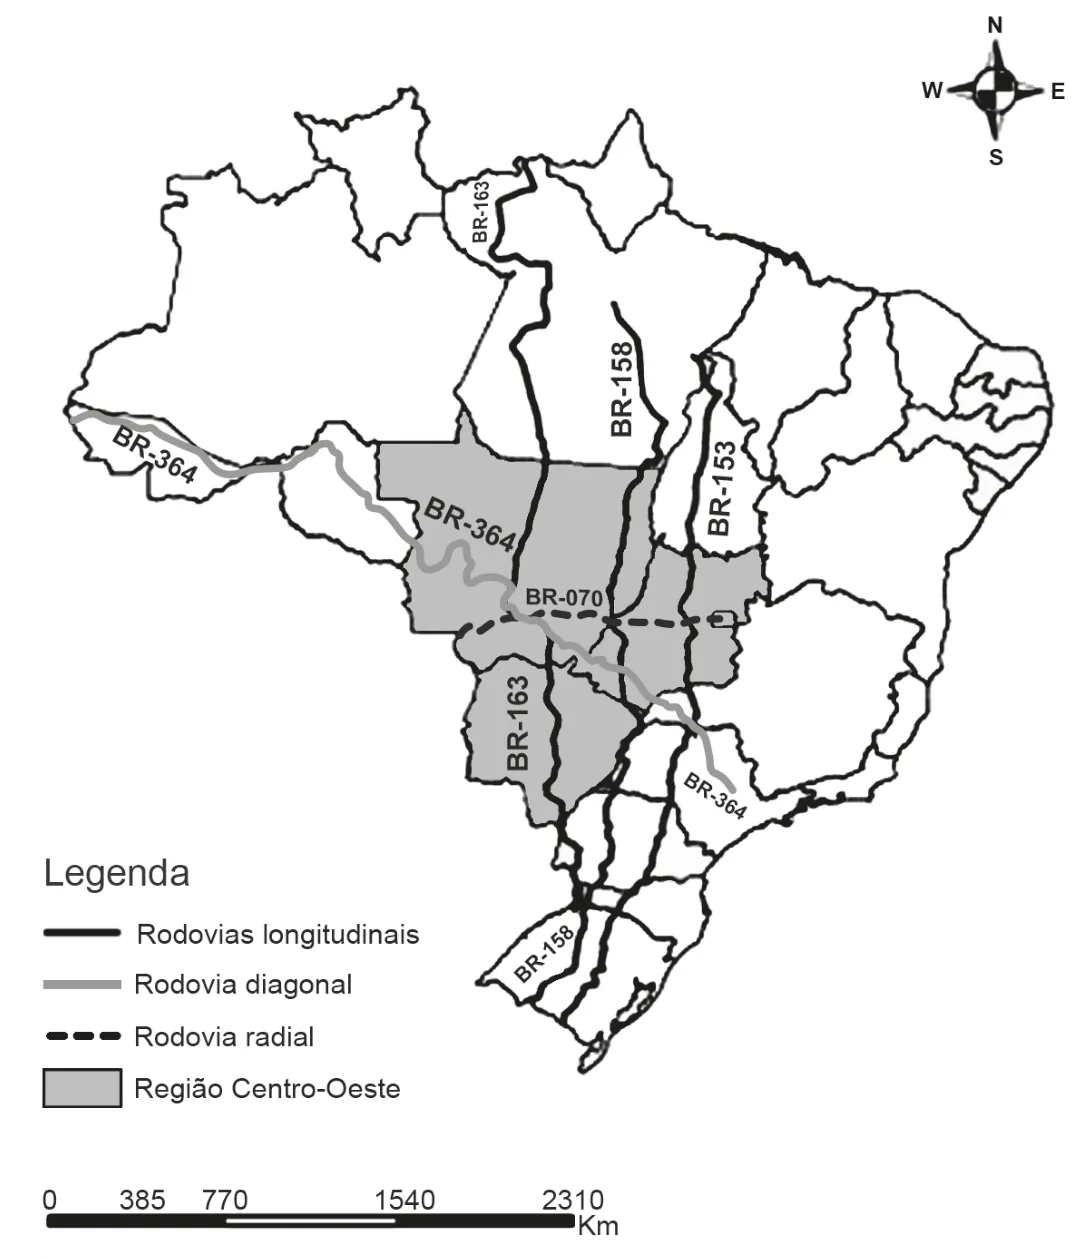 N
W E
S
BR-163
BR-158
BR-364
BR-153
BR-364
BR-070
BR-163
BR-364
BR-158
Legenda
Rodovias longitudinais
Rodovia diagonal
Rodovia radial
Região Centro-Oeste
0 385 770 1540 2310
Km